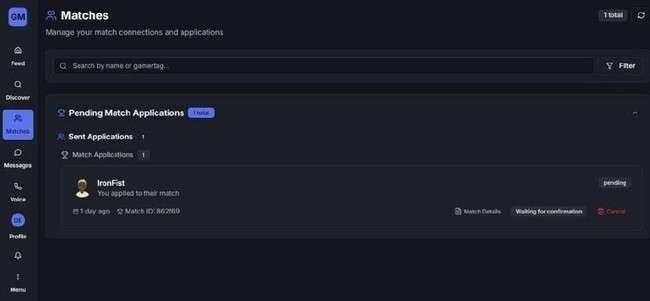 GM
Matches
1 total
Manage your match connections and applications
Search by name or gamertag...
Filter
Feed
Discover
Matches
Messages
Voice
DE
Profile
Menu
Pending Match Applications 1 total
Sent Applications 1
Match Applications 1
IronFist
pending
You applied to their match
1 day ago Match ID: 862f69
Match Details Waiting for confirmation Cancel